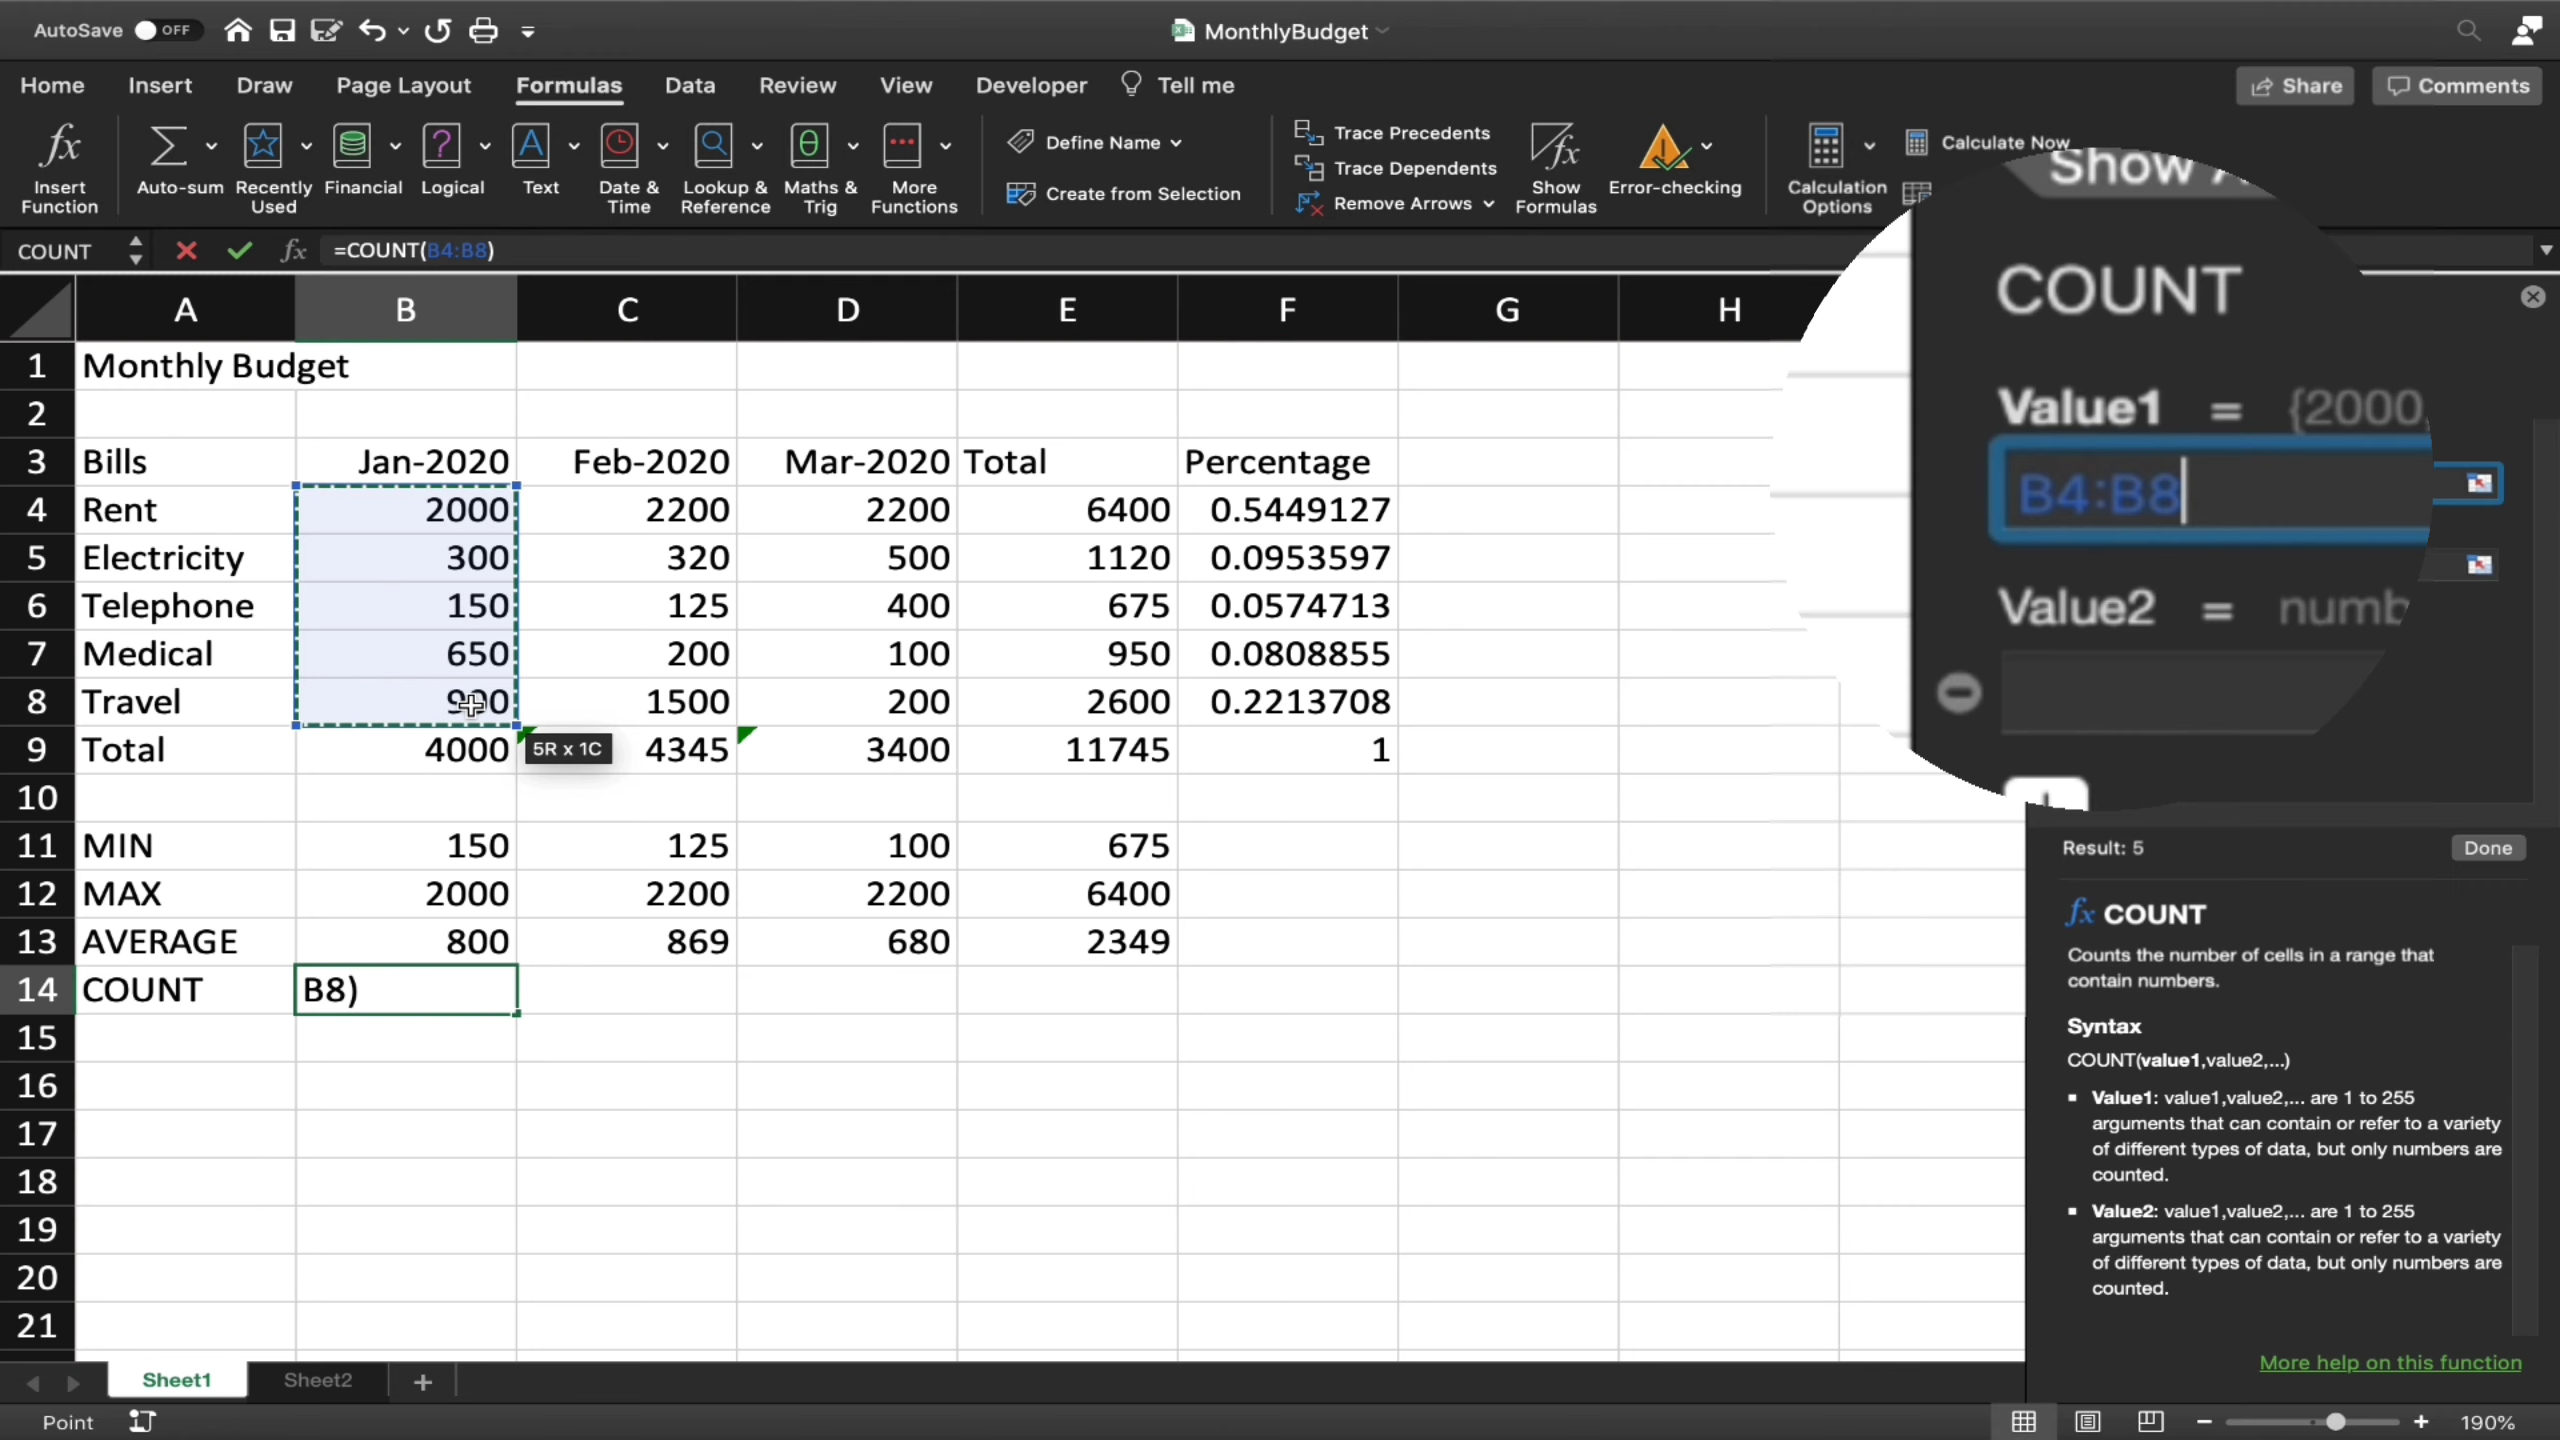 AutoSave OFF MonthlyBudget
Home Insert Draw Page Layout Formulas Data Review View Developer Tell me Share Comments
Insert Function
Auto-sum
Recently Used
Financial
Logical
Text
Date & Time
Lookup & Reference
Maths & Trig
More Functions
Define Name
Create from Selection
Trace Precedents
Trace Dependents
Remove Arrows
Show Formulas
Error-checking
Calculation Options
Calculate Now
Show
COUNT fx =COUNT(B4:B8)
A B C D E F G H
1 Monthly Budget
2
3 Bills Jan-2020 Feb-2020 Mar-2020 Total Percentage
4 Rent 2000 2200 2200 6400 0.5449127
5 Electricity 300 320 500 1120 0.0953597
6 Telephone 150 125 400 675 0.0574713
7 Medical 650 200 100 950 0.0808855
8 Travel 1500 200 2600 0.2213708
9 Total 4000 5R x 1C 4345 3400 11745 1
10
11 MIN 150 125 100 675
12 MAX 2000 2200 2200 6400
13 AVERAGE 800 869 680 2349
14 COUNT B8)
15
16
17
18
19
20
21
COUNT
Value1 = {2000,
B4:B8
Value2 = numb
Result: 5 Done
fx COUNT
Counts the number of cells in a range that
contain numbers.
Syntax
COUNT(value1,value2,...)
Value1: value1,value2,... are 1 to 255
arguments that can contain or refer to a variety
of different types of data, but only numbers are
counted.
Value2: value1,value2,... are 1 to 255
arguments that can contain or refer to a variety
of different types of data, but only numbers are
counted.
More help on this function
Sheet1 Sheet2 +
Point 190%